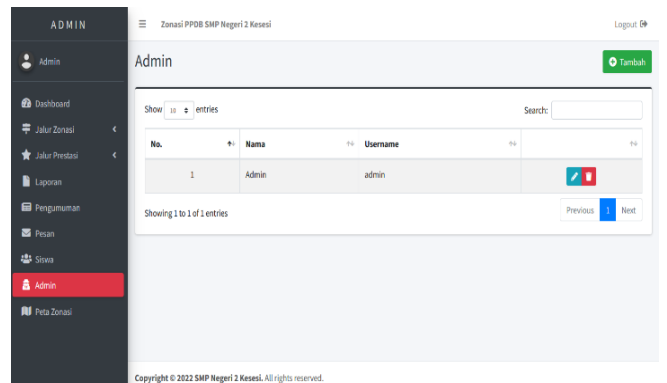 ADMIN
Zonasi PPDB SMP Negeri 2 Kesesi
Logout
Admin
Admin
Tambah
Dashboard
Jalur Zonasi
Jalur Prestasi
Laporan
Pengumuman
Pesan
Siswa
Admin
Peta Zonasi
Show 10 entries
Search:
No. Nama Username
1 Admin admin
Showing 1 to 1 of 1 entries
Previous 1 Next
Copyright © 2022 SMP Negeri 2 Kesesi. All rights reserved.